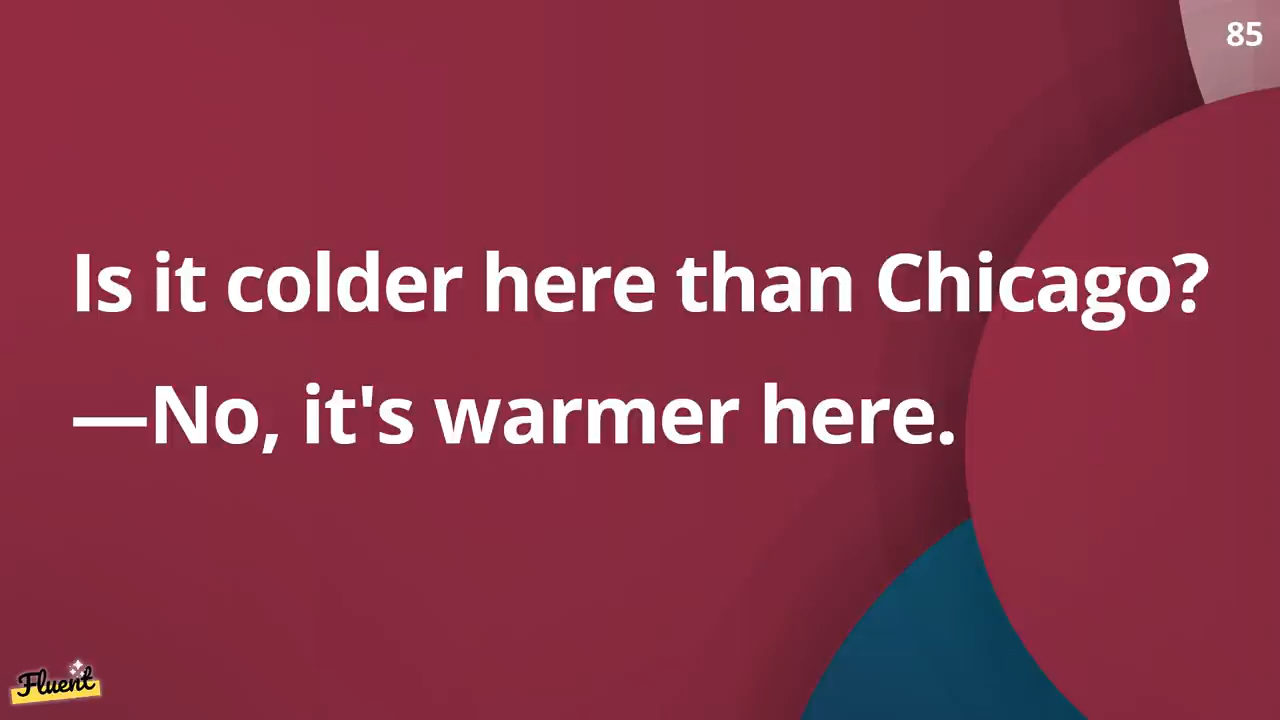 85
Is it colder here than Chicago?
—No, it's warmer here.
Fluent